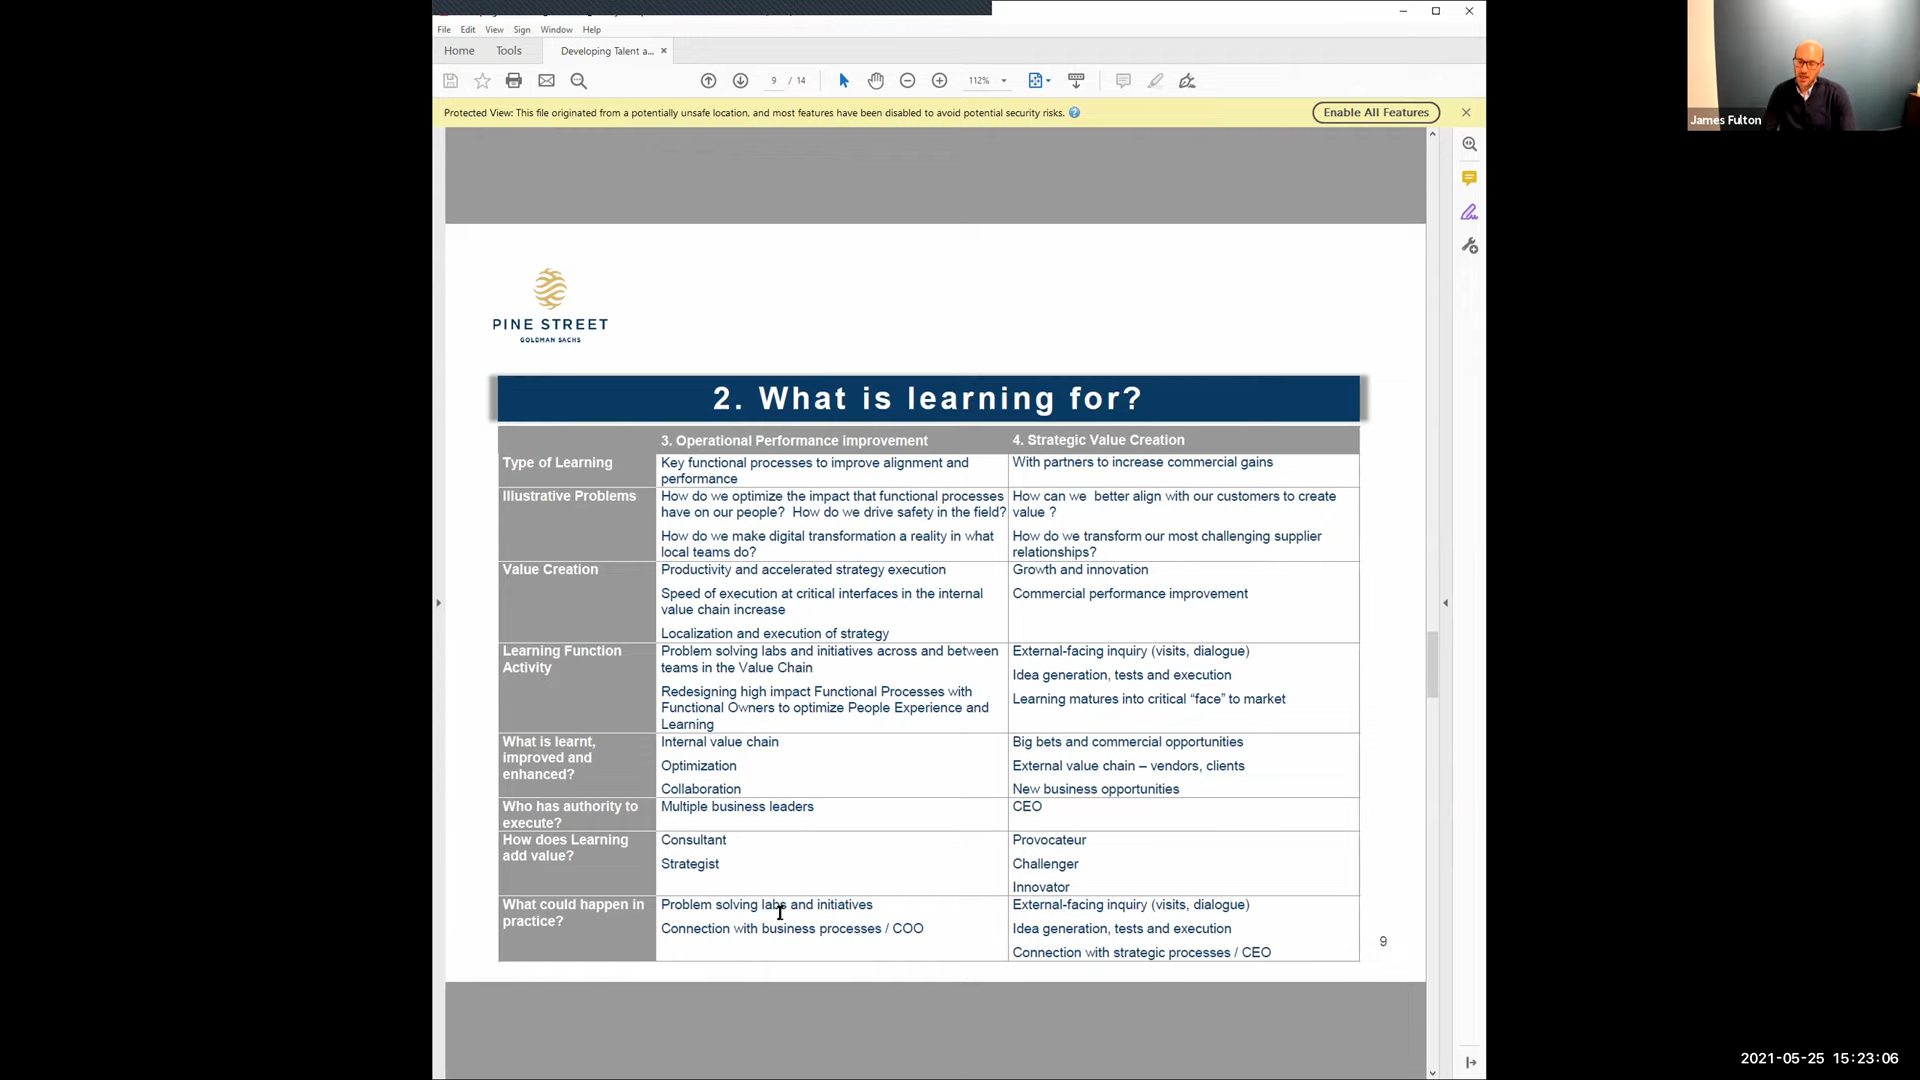 File Edit View Sign Window Help
Home Tools Developing Talent a... ×
9 / 14 112%
Protected View: This file originated from a potentially unsafe location, and most features have been disabled to avoid potential security risks. Enable All Features
James Fulton
PINE STREET
GOLDMAN SACHS
2. What is learning for?
3. Operational Performance improvement 4. Strategic Value Creation
Type of Learning
Key functional processes to improve alignment and
performance
With partners to increase commercial gains
Illustrative Problems
How do we optimize the impact that functional processes
have on our people? How do we drive safety in the field?
How do we make digital transformation a reality in what
local teams do?
How can we better align with our customers to create
value ?
How do we transform our most challenging supplier
relationships?
Value Creation
Productivity and accelerated strategy execution
Speed of execution at critical interfaces in the internal
value chain increase
Localization and execution of strategy
Growth and innovation
Commercial performance improvement
Learning Function
Activity
Problem solving labs and initiatives across and between
teams in the Value Chain
Redesigning high impact Functional Processes with
Functional Owners to optimize People Experience and
Learning
External-facing inquiry (visits, dialogue)
Idea generation, tests and execution
Learning matures into critical “face” to market
What is learnt,
improved and
enhanced?
Internal value chain
Optimization
Collaboration
Big bets and commercial opportunities
External value chain – vendors, clients
New business opportunities
Who has authority to
execute?
Multiple business leaders
CEO
How does Learning
add value?
Consultant
Strategist
Provocateur
Challenger
Innovator
What could happen in
practice?
Problem solving labs and initiatives
Connection with business processes / COO
External-facing inquiry (visits, dialogue)
Idea generation, tests and execution
Connection with strategic processes / CEO
9
2021-05-25 15:23:06